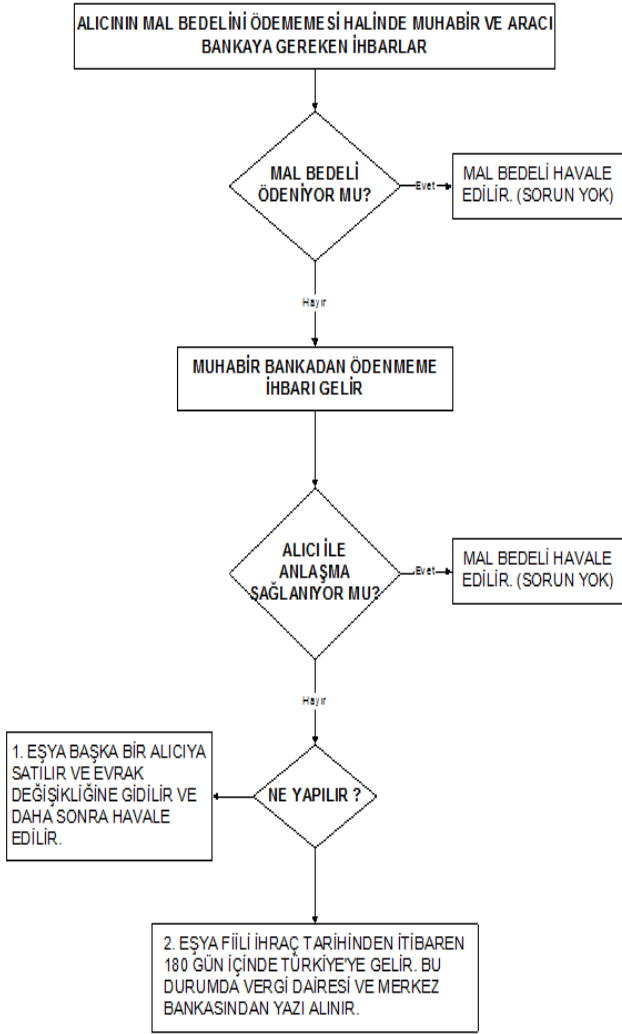 ALICININ MAL BEDELİNİ ÖDEMEMESİ HALİNDE MUHABİR VE ARACI
BANKAYA GEREKEN İHBARLAR
MAL BEDELİ
ÖDENİYOR MU?
Evet
MAL BEDELİ HAVALE
EDİLİR. (SORUN YOK)
Hayır
MUHABİR BANKADAN ÖDENMEME
İHBARI GELİR
ALICI İLE
ANLAŞMA
SAĞLANIYOR MU?
Evet
MAL BEDELİ HAVALE
EDİLİR. (SORUN YOK)
Hayır
NE YAPILIR ?
1. EŞYA BAŞKA BİR ALICIYA
SATILIR VE EVRAK
DEĞİŞİKLİĞİNE GİDİLİR VE
DAHA SONRA HAVALE
EDİLİR.
2. EŞYA FİİLİ İHRAÇ TARİHİNDEN İTİBAREN
180 GÜN İÇİNDE TÜRKİYE'YE GELİR. BU
DURUMDA VERGİ DAİRESİ VE MERKEZ
BANKASINDAN YAZI ALINIR.